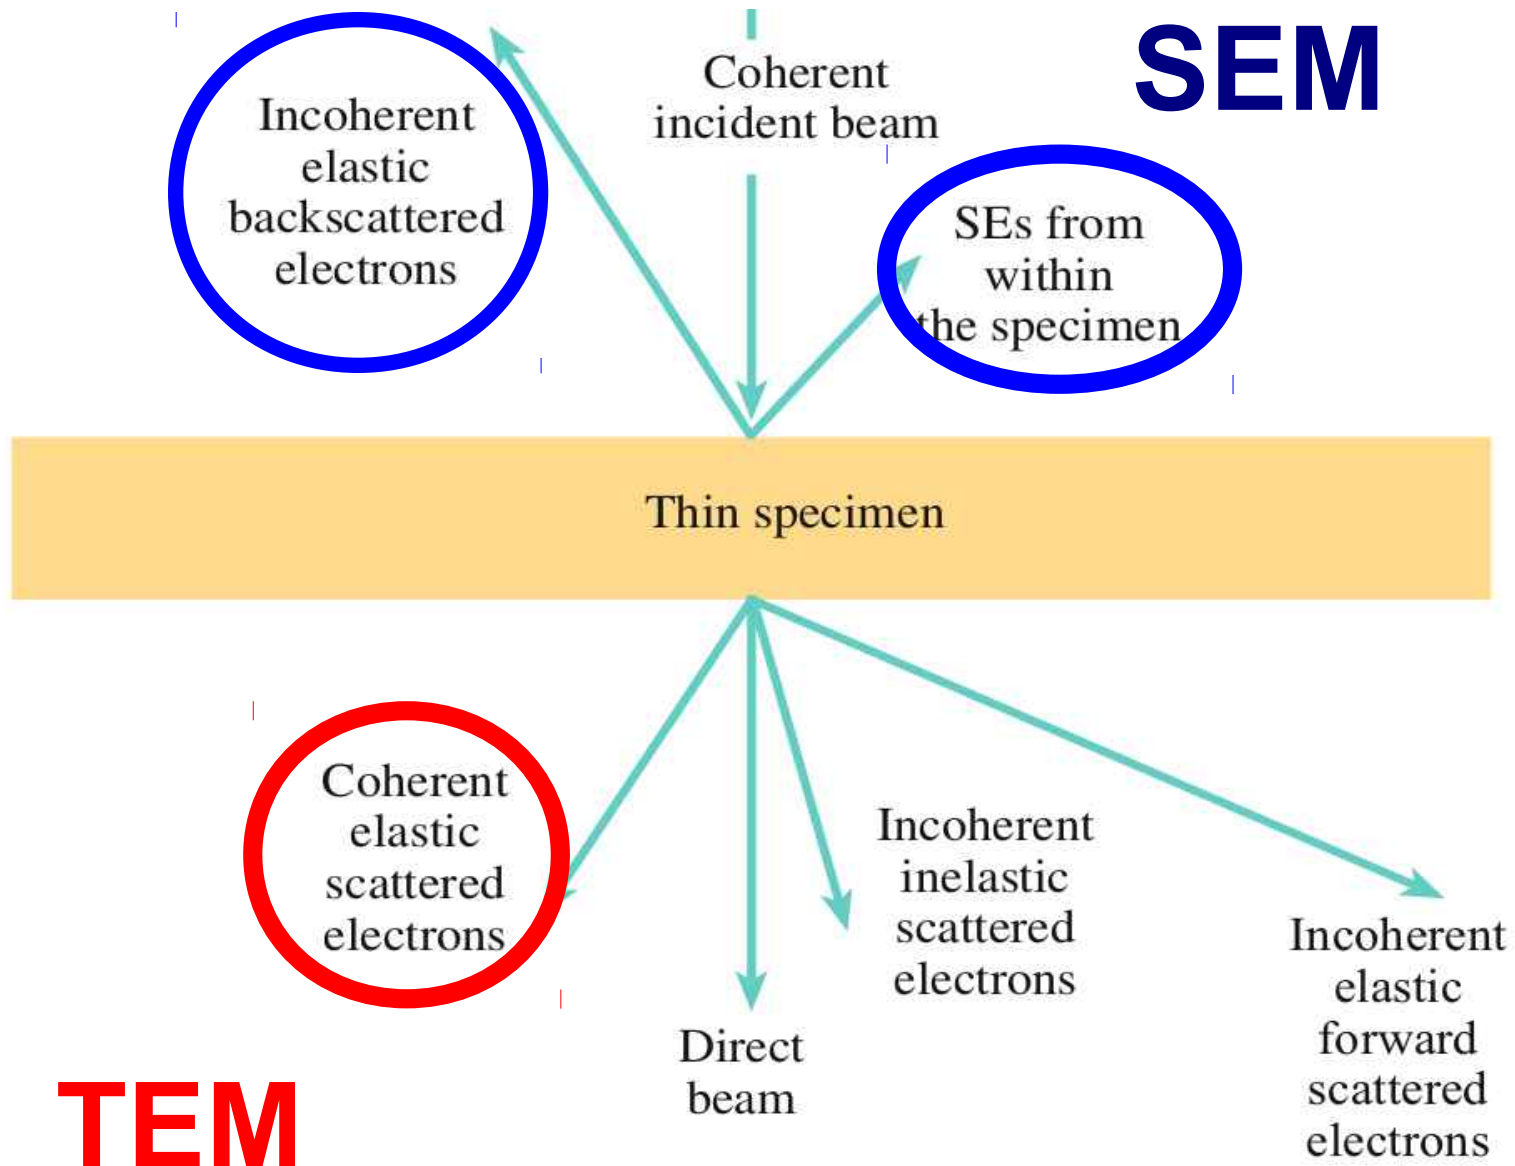 SEM
Coherent
incident beam
Incoherent
elastic
backscattered
electrons
SEs from
within
the specimen
Thin specimen
Coherent
elastic
scattered
electrons
Incoherent
inelastic
scattered
electrons
Direct
beam
Incoherent
elastic
forward
scattered
electrons
TEM